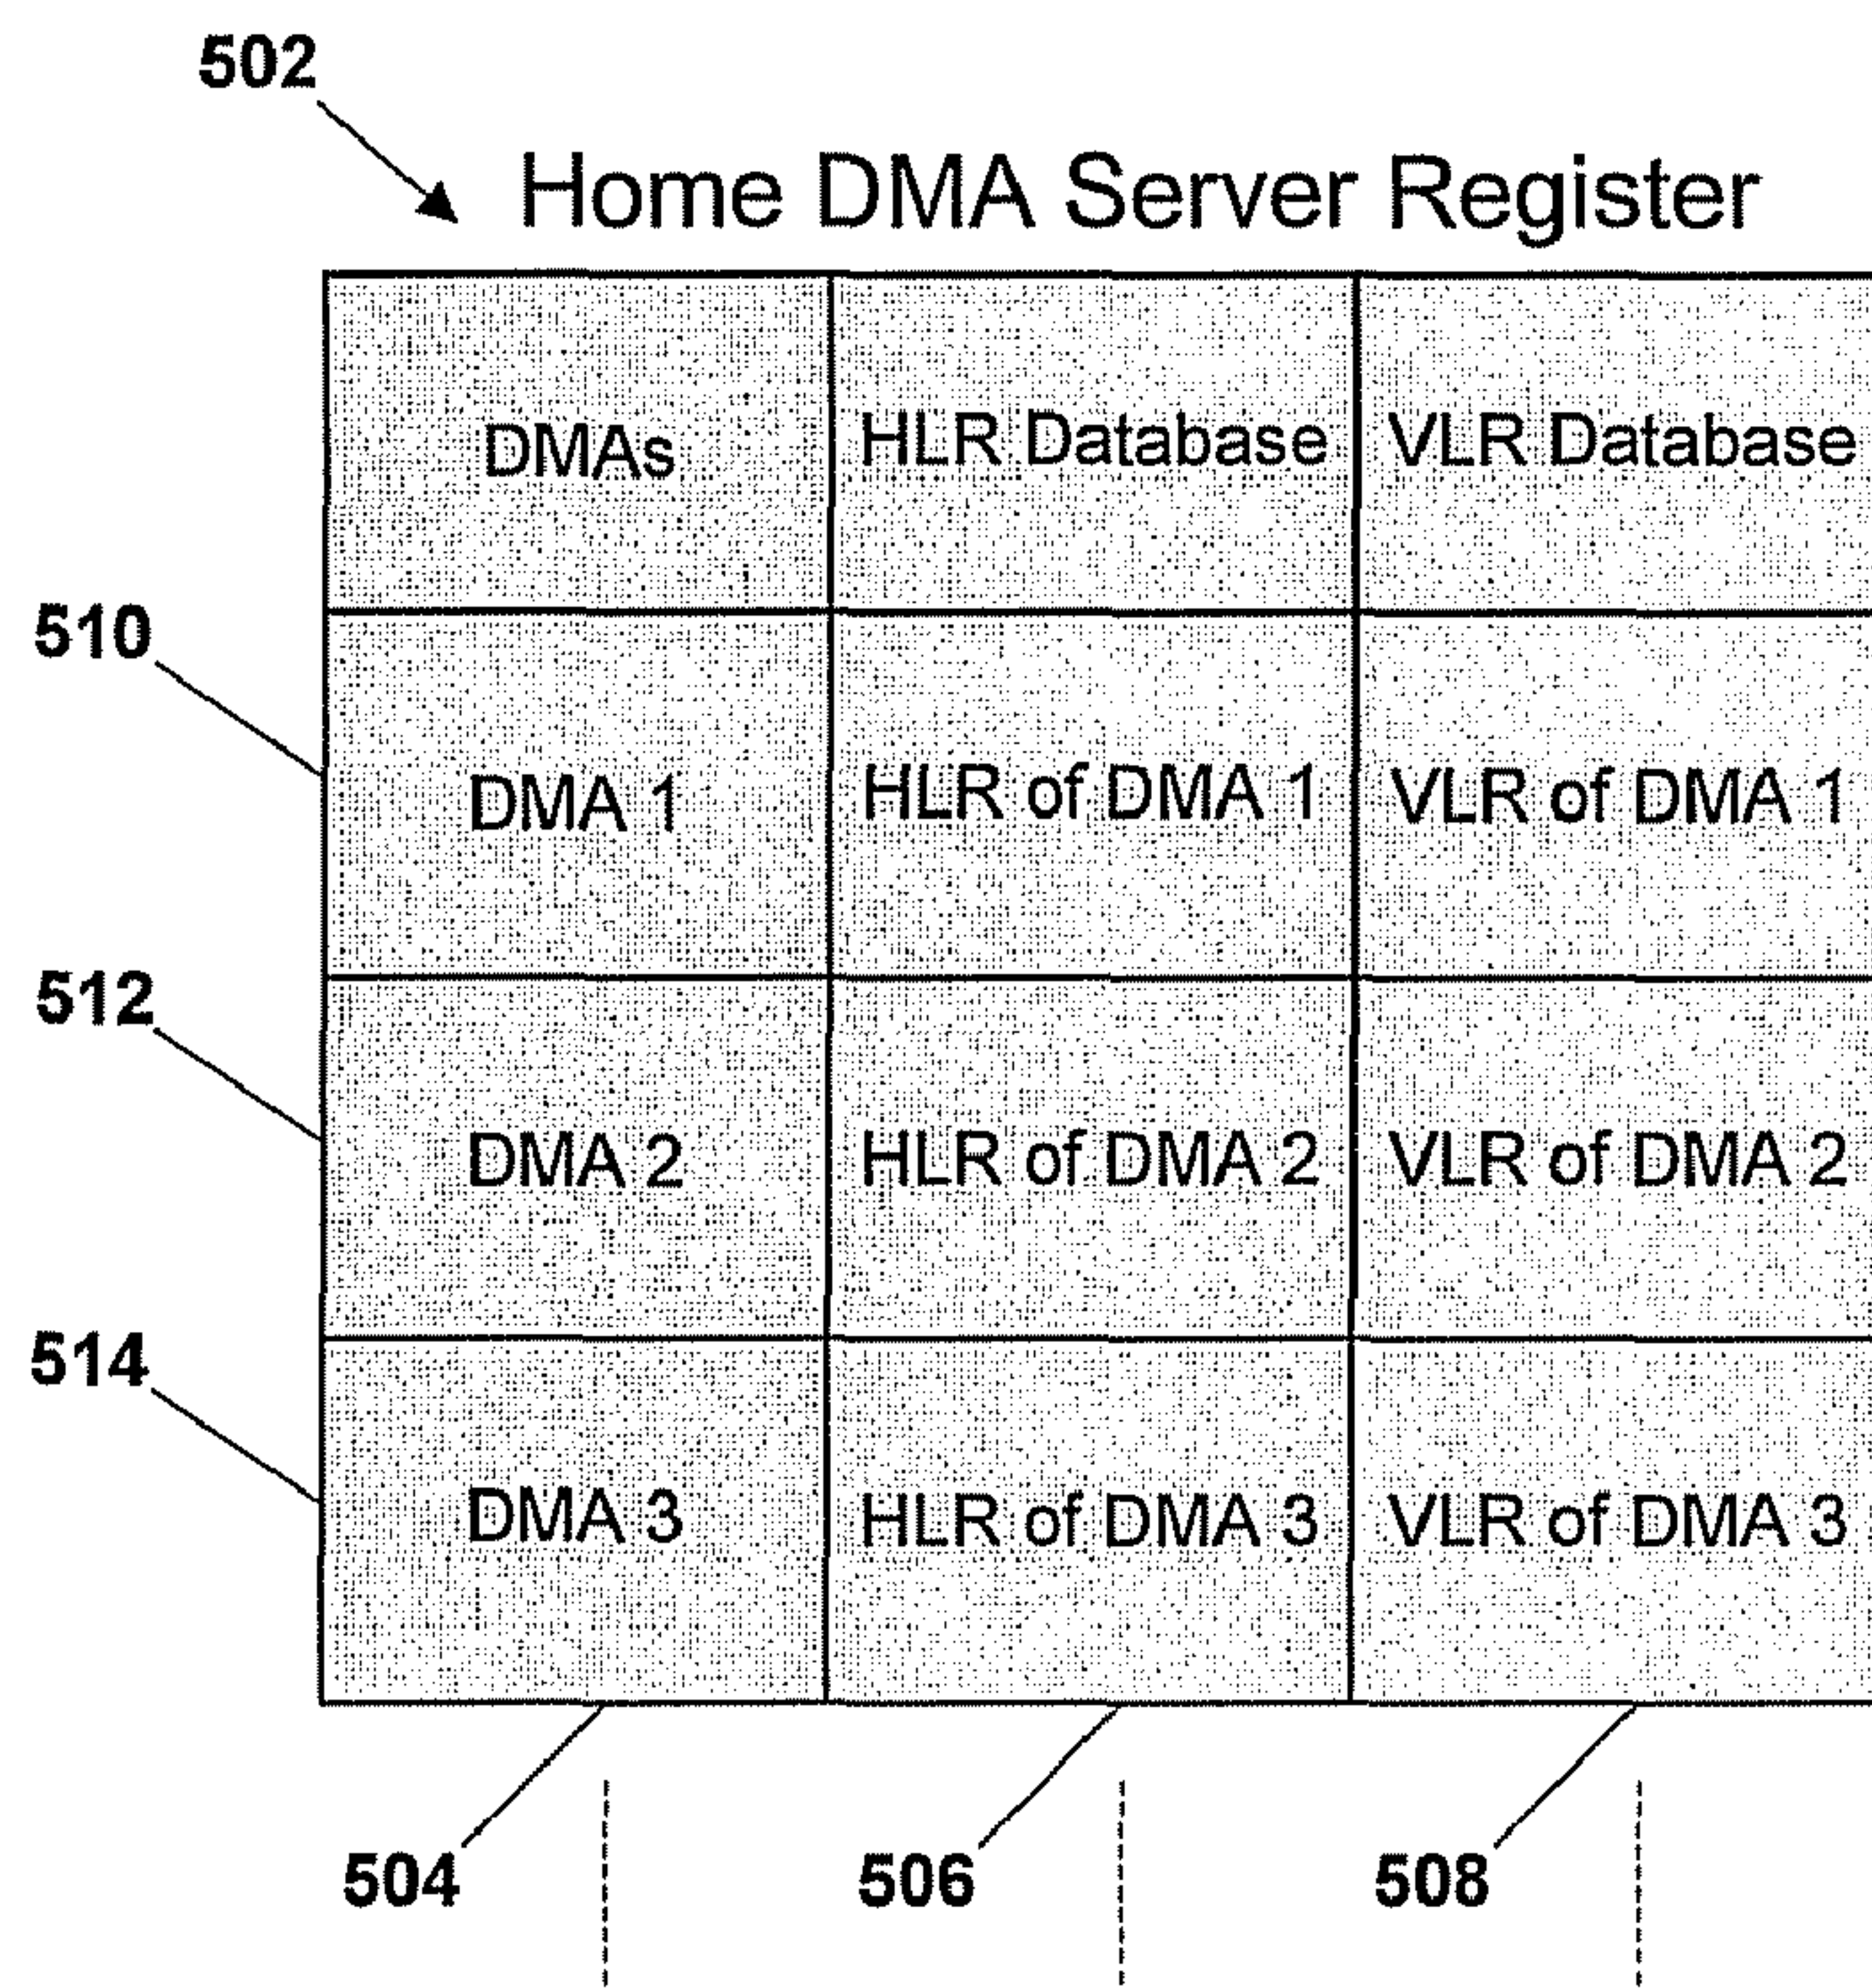 502
Home DMA Server Register
DMAs HLR Database VLR Database
510
DMA 1 HLR of DMA 1 VLR of DMA 1
512
DMA 2 HLR of DMA 2 VLR of DMA 2
514
DMA 3 HLR of DMA 3 VLR of DMA 3
504 506 508